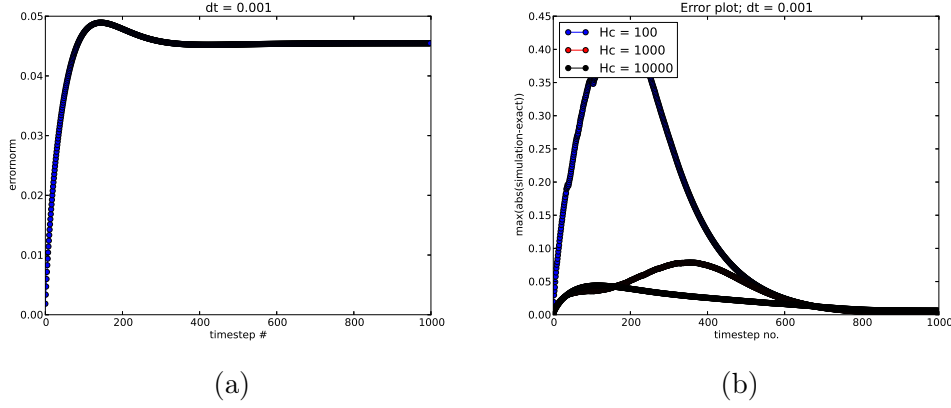 dt = 0.001
0.05
0.04
0.03
0.02
0.01
0.00
errornorm
0 200 400 600 800 1000
timestep #
(a)
Error plot; dt = 0.001
0.45
0.40
0.35
0.30
0.25
0.20
0.15
0.10
0.05
0.00
max(abs(simulation-exact))
Hc = 100
Hc = 1000
Hc = 10000
0 200 400 600 800 1000
timestep no.
(b)